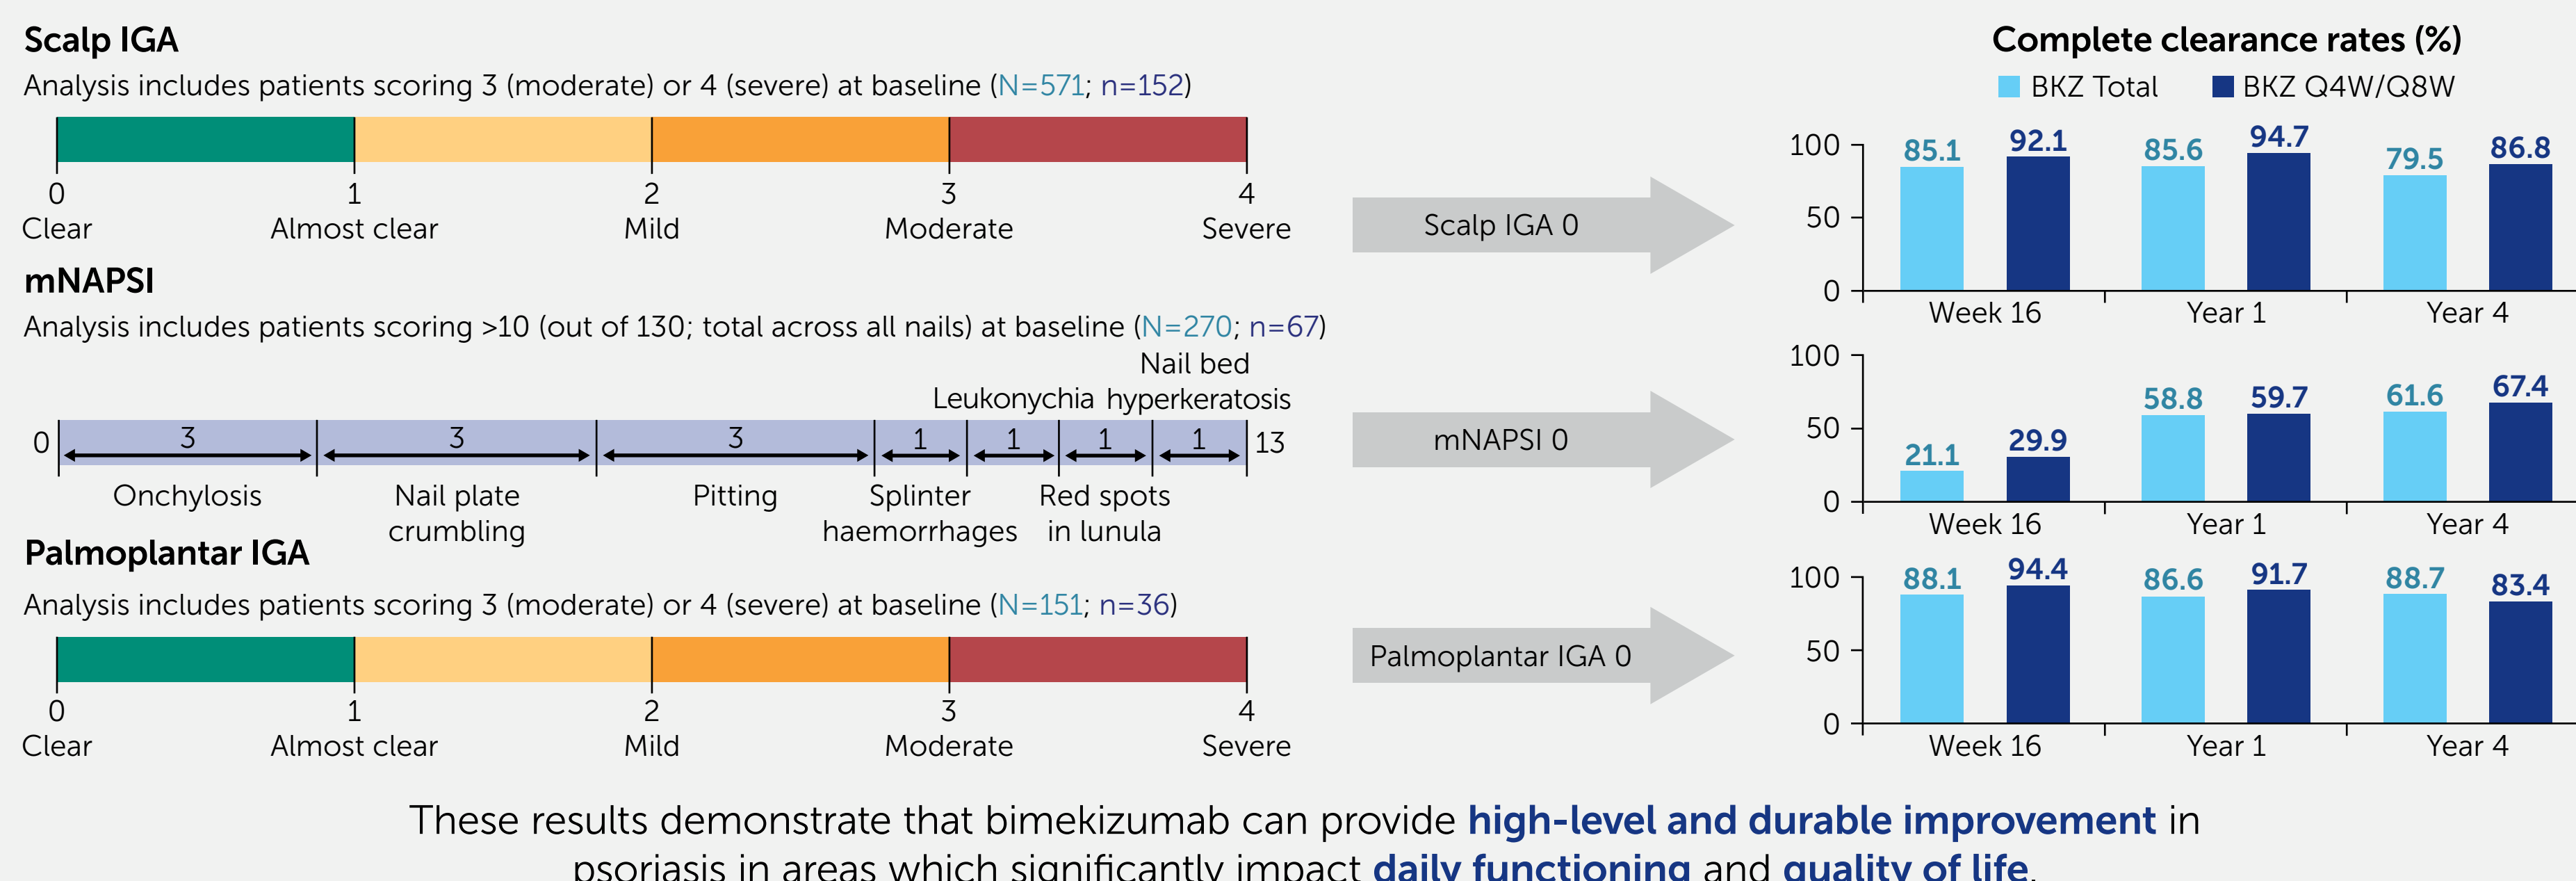 Scalp IGA
Analysis includes patients scoring 3 (moderate) or 4 (severe) at baseline (N=571; n=152)
0 1 2 3 4
Clear Almost clear Mild Moderate Severe
Scalp IGA 0
mNAPSI
Analysis includes patients scoring >10 (out of 130; total across all nails) at baseline (N=270; n=67)
Nail bed
Leukonychia hyperkeratosis
0 3 3 3 1 1 1 1 13
Onchylosis Nail plate Pitting Splinter Red spots
crumbling haemorrhages in lunula
mNAPSI 0
Palmoplantar IGA
Analysis includes patients scoring 3 (moderate) or 4 (severe) at baseline (N=151; n=36)
0 1 2 3 4
Clear Almost clear Mild Moderate Severe
Palmoplantar IGA 0
Complete clearance rates (%)
BKZ Total BKZ Q4W/Q8W
100
50
0
85.1 92.1 85.6 94.7 79.5 86.8
Week 16 Year 1 Year 4
100
50
0
21.1 29.9 58.8 59.7 61.6 67.4
Week 16 Year 1 Year 4
100
50
0
88.1 94.4 86.6 91.7 88.7 83.4
Week 16 Year 1 Year 4
These results demonstrate that bimekizumab can provide high-level and durable improvement in
psoriasis in areas which significantly impact daily functioning and quality of life.